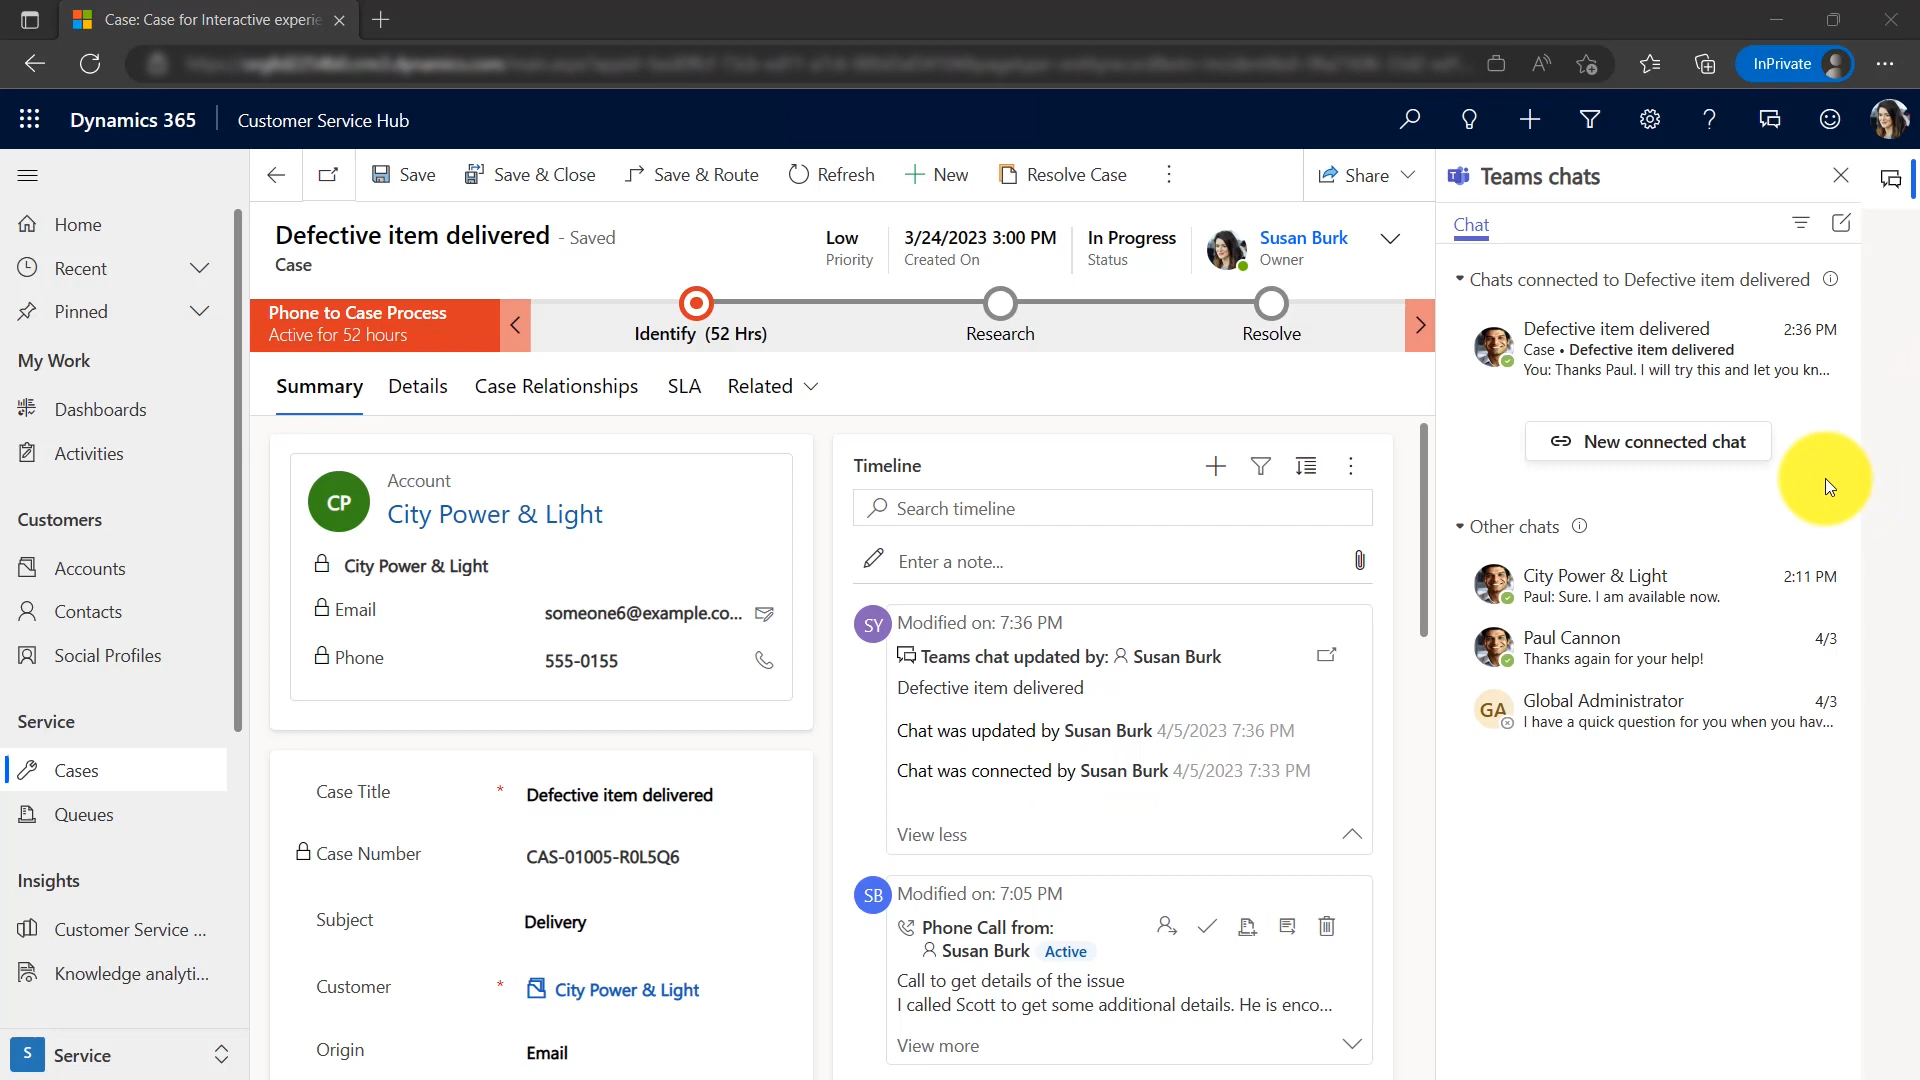 Case: Case for Interactive experie
InPrivate
Dynamics 365
Customer Service Hub
Home
Recent
Pinned
My Work
Dashboards
Activities
Customers
Accounts
Contacts
Social Profiles
Service
Cases
Queues
Insights
Customer Service ...
Knowledge analyti...
S
Service
Save
Save & Close
Save & Route
Refresh
New
Resolve Case
Share
Defective item delivered - Saved
Case
Low
Priority
3/24/2023 3:00 PM
Created On
In Progress
Status
Susan Burk
Owner
Phone to Case Process
Active for 52 hours
Identify (52 Hrs)
Research
Resolve
Summary
Details
Case Relationships
SLA
Related
CP
Account
City Power & Light
City Power & Light
Email
someone6@example.co...
Phone
555-0155
Case Title
*
Defective item delivered
Case Number
CAS-01005-R0L5Q6
Subject
Delivery
Customer
*
City Power & Light
Origin
Email
Timeline
Search timeline
Enter a note...
SY
Modified on: 7:36 PM
Teams chat updated by: Susan Burk
Defective item delivered
Chat was updated by Susan Burk 4/5/2023 7:36 PM
Chat was connected by Susan Burk 4/5/2023 7:33 PM
View less
SB
Modified on: 7:05 PM
Phone Call from:
Susan Burk Active
Call to get details of the issue
I called Scott to get some additional details. He is enco...
View more
Teams chats
Chat
Chats connected to Defective item delivered
Defective item delivered 2:36 PM
Case • Defective item delivered
You: Thanks Paul. I will try this and let you kn...
New connected chat
Other chats
City Power & Light 2:11 PM
Paul: Sure. I am available now.
Paul Cannon 4/3
Thanks again for your help!
GA
Global Administrator 4/3
I have a quick question for you when you hav...